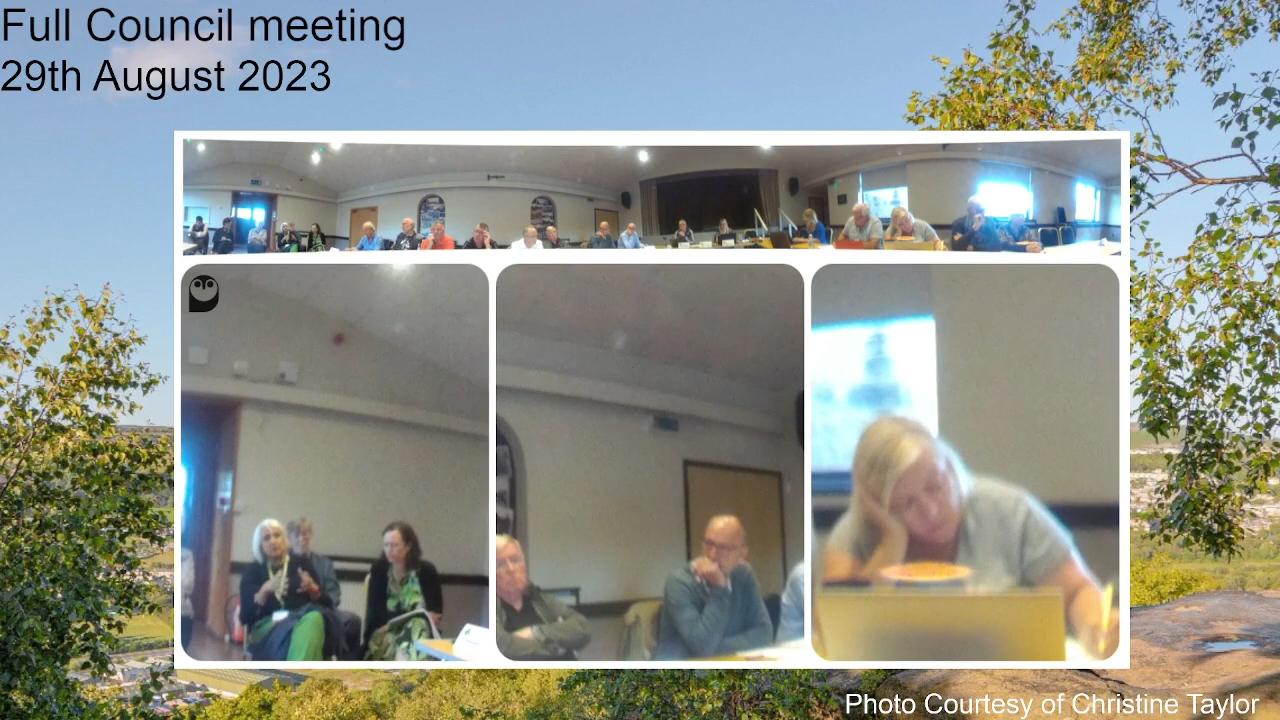 Full Council meeting
29th August 2023
Photo Courtesy of Christine Taylor